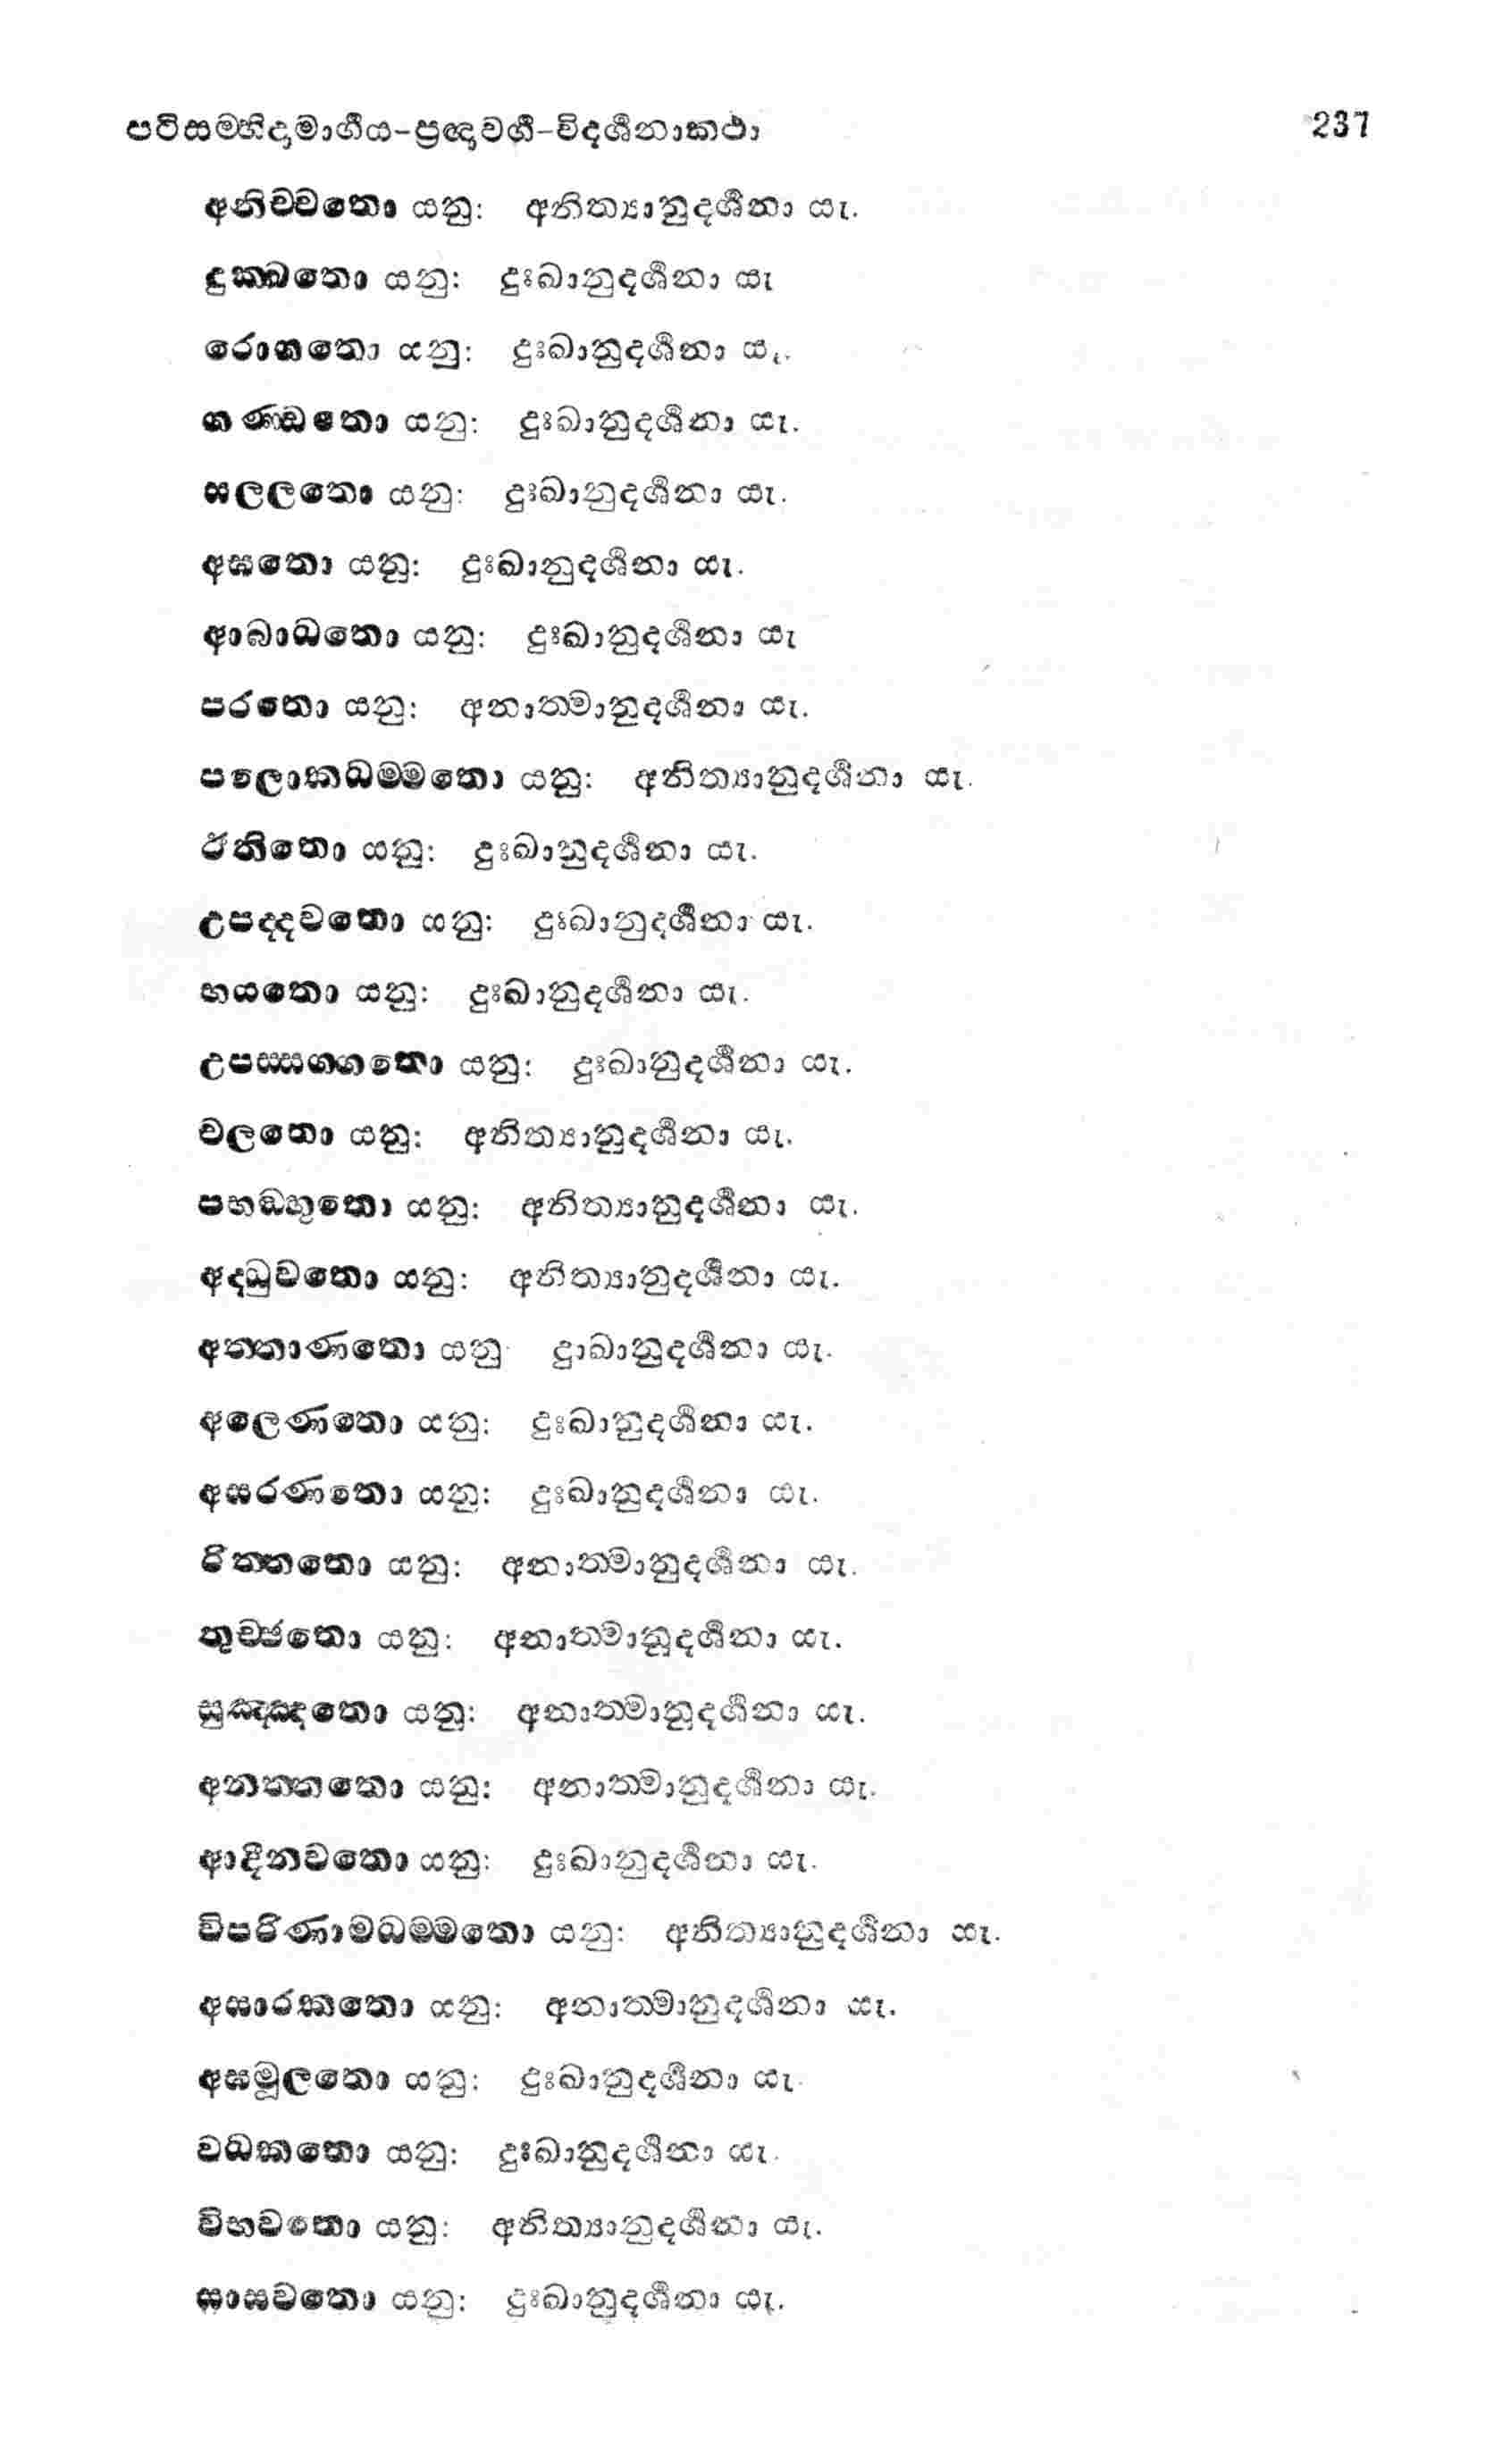 පටිසම්භිදාමාර්ගය-ප්‍රඥාවර්ග-විදර්ශනාකථා 237
අනිච්චතො යනු: අනිත්‍යානුදර්ශනා යැ.
දුක්ඛතො යනු: දුඃඛානුදර්ශනා යැ
රොගතො යනු: දුඃඛානුදර්ශනා යැ.
ගණ්ඩතො යනු: දුඃඛානුදර්ශනා යැ.
සල්ලතො යනු: දුඃඛානුදර්ශනා යැ.
අඝතො යනු: දුඃඛානුදර්ශනා යැ.
ආබාධතො යනු: දුඃඛානුදර්ශනා යැ
පරතො යනු: අනාත්මානුදර්ශනා යැ.
පලොකධම්මතො යනු: අනිත්‍යානුදර්ශනා යැ.
ඊතිතො යනු: දුඃඛානුදර්ශනා යැ.
උපද්දවතො යනු: දුඃඛානුදර්ශනා යැ.
භයතො යනු: දුඃඛානුදර්ශනා යැ.
උපස්සග්ගතො යනු: දුඃඛානුදර්ශනා යැ.
චලතො යනු: අනිත්‍යානුදර්ශනා යැ.
පභඞ්ගුතො යනු: අනිත්‍යානුදර්ශනා යැ.
අද්ධුවතො යනු: අනිත්‍යානුදර්ශනා යැ.
අත්තාණතො යනු දුාඛානුදර්ශනා යැ.
අලෙණතො යනු: දුඃඛානුදර්ශනා යැ.
අසරණතො යනු: දුඃඛානුදර්ශනා යැ.
රිත්තතො යනු: අනාත්මානුදර්ශනා යැ.
තුච්ඡතො යනු: අනාත්මානුදර්ශනා යැ.
සුඤ්ඤතො යනු: අනාත්මානුදර්ශනා යැ.
අනත්තතො යනු: අනාත්මානුදර්ශනා යැ.
ආදීනවතො යනු: දුඃඛානුදර්ශනා යැ.
විපරිණාමධම්මතො යනු: අනිත්‍යානුදර්ශනා යැ.
අසාරකතො යනු: අනාත්මානුදර්ශනා යැ.
අඝමූලතො යනු: දුඃඛානුදර්ශනා යැ.
වධකතො යනු: දුඃඛානුදර්ශනා යැ.
විභවතො යනු: අනිත්‍යානුදර්ශනා යැ.
සාසවතො යනු: දුඃඛානුදර්ශනා යැ.